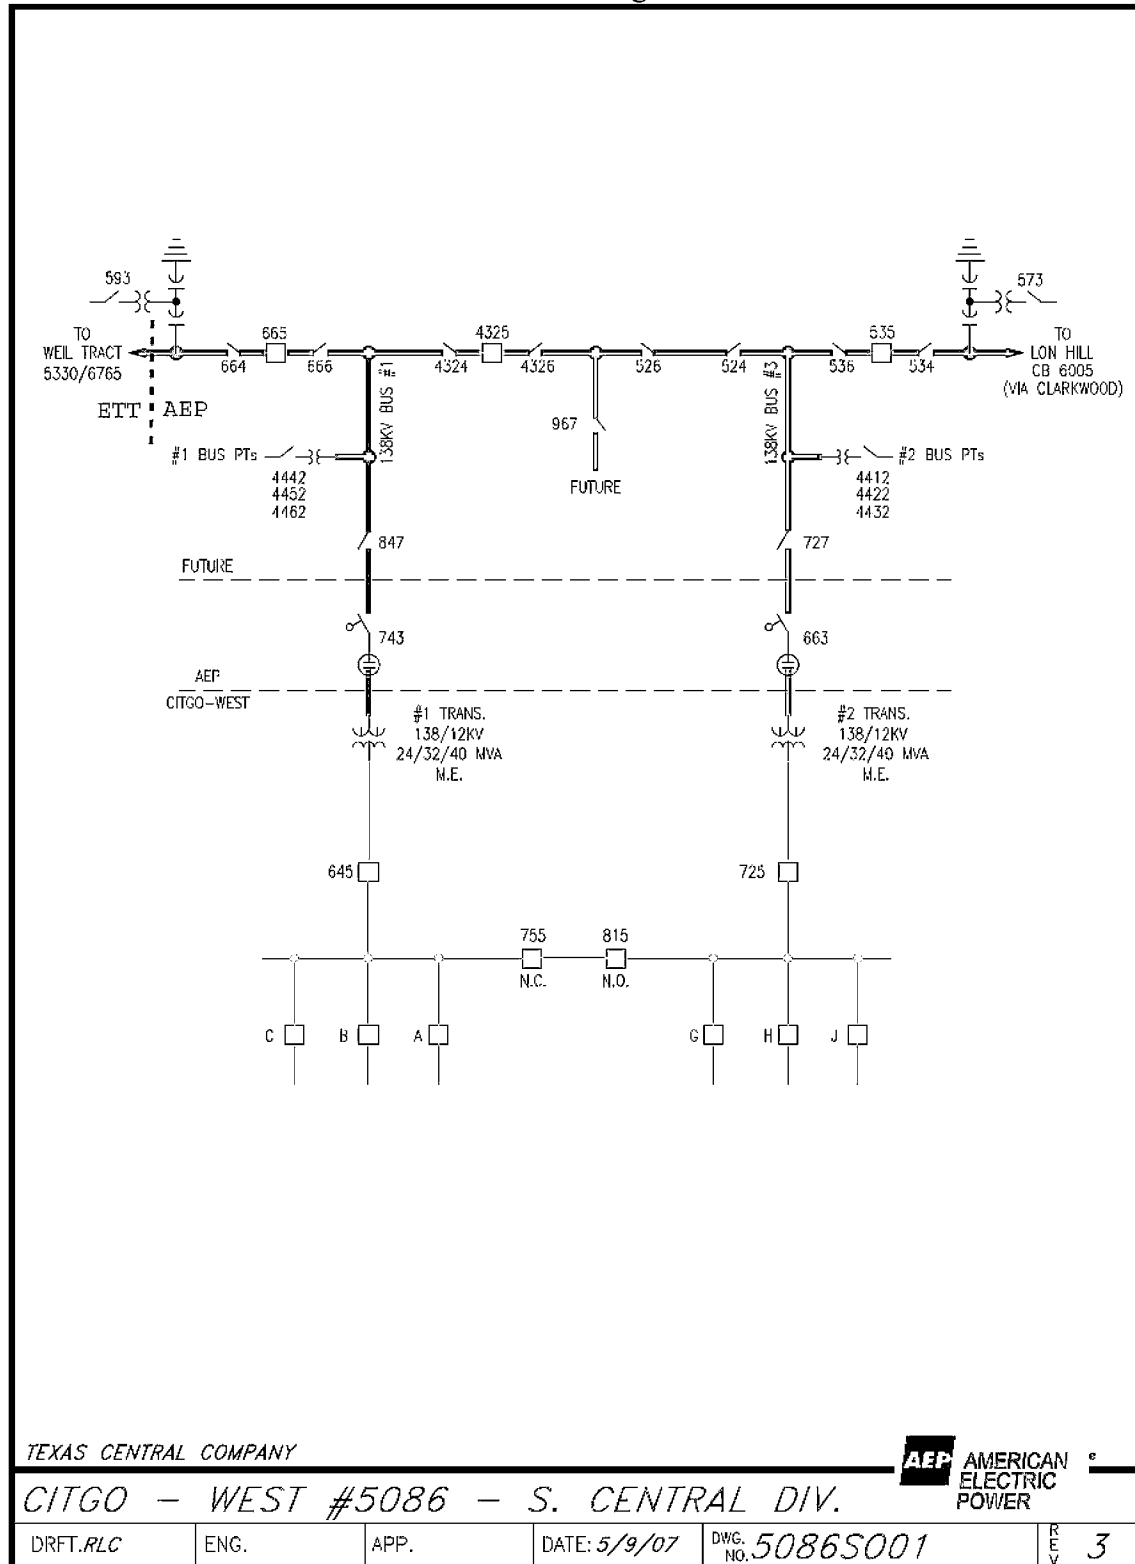 593
573
TO
WEIL TRACT
5330/6765
665
4325
535
TO
LON HILL
CB 6005
(VIA CLARKWOOD)
664
666
4324
4326
526
524
536
534
ETT
AEP
138KV BUS #1
138KV BUS #3
967
FUTURE
#1 BUS PTs
4442
4452
4462
#2 BUS PTs
4412
4422
4432
847
727
FUTURE
743
663
AEP
CITGO-WEST
#1 TRANS.
138/12KV
24/32/40 MVA
M.E.
#2 TRANS.
138/12KV
24/32/40 MVA
M.E.
645
725
755
N.C.
815
N.O.
C
B
A
G
H
J
TEXAS CENTRAL COMPANY
AEP AMERICAN
ELECTRIC
POWER
CITGO - WEST #5086 - S. CENTRAL DIV.
DRFT. RLC
ENG.
APP.
DATE: 5/9/07
DWG. NO. 5086S001
REV 3